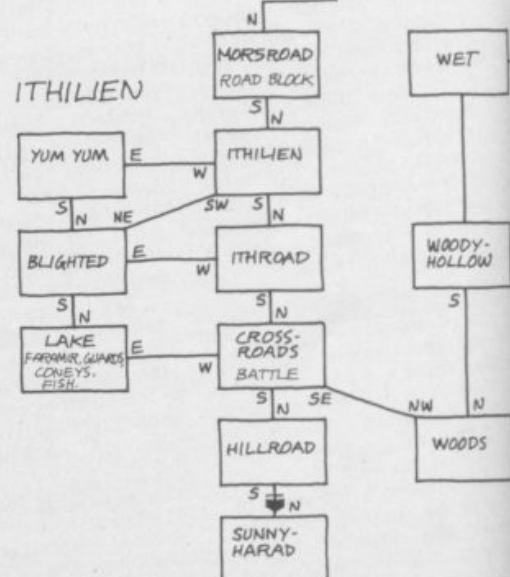 N
MORSROAD
ROAD BLOCK
S
N
WET
ITHILIEN
YUM YUM
E
W
ITHILIEN
S
N
NE
SW
S
N
BLIGHTED
E
W
ITHROAD
WOODY-
HOLLOW
S
S
N
S
N
LAKE
FARAMIR, GUARDS,
CONEYS.
FISH.
E
W
CROSS-
ROADS
BATTLE
S
N
SE
NW
N
HILLROAD
WOODS
S
N
SUNNY-
HARAD